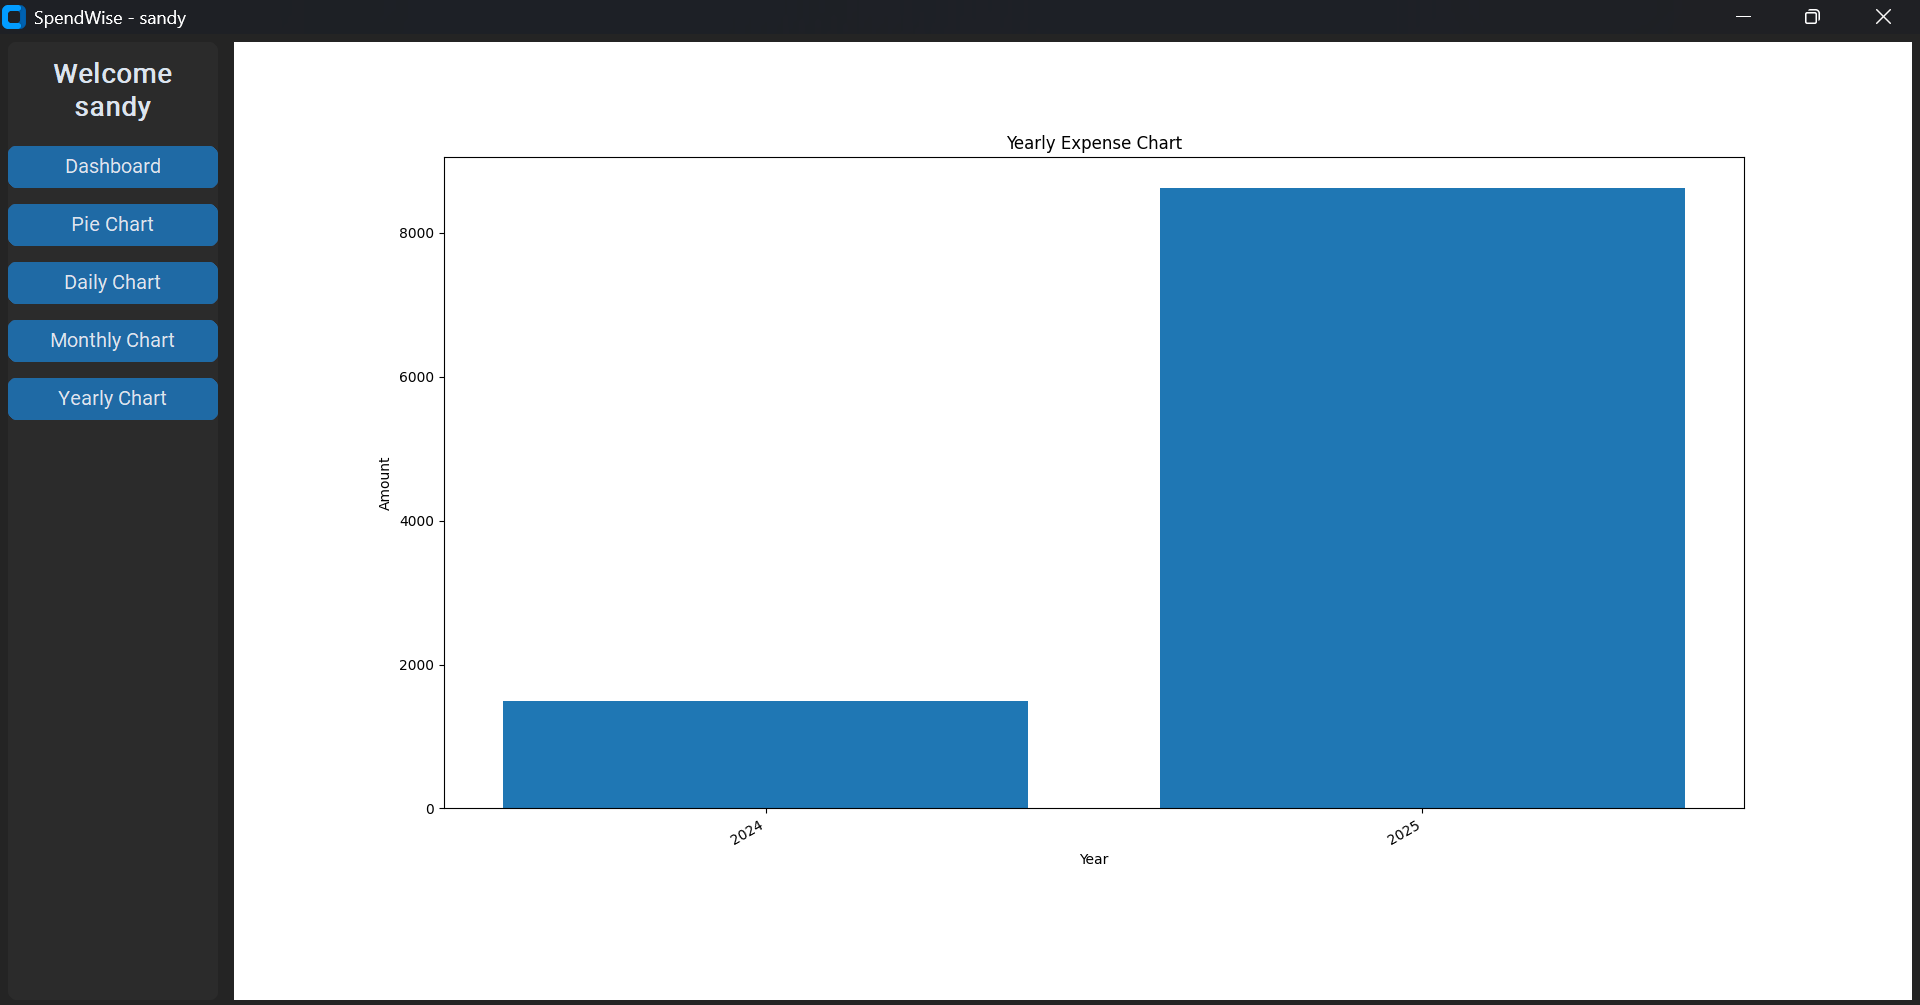 SpendWise - sandy
Welcome
sandy
Dashboard
Pie Chart
Daily Chart
Monthly Chart
Yearly Chart
Yearly Expense Chart
8000
6000
4000
2000
0
Amount
2024
2025
Year